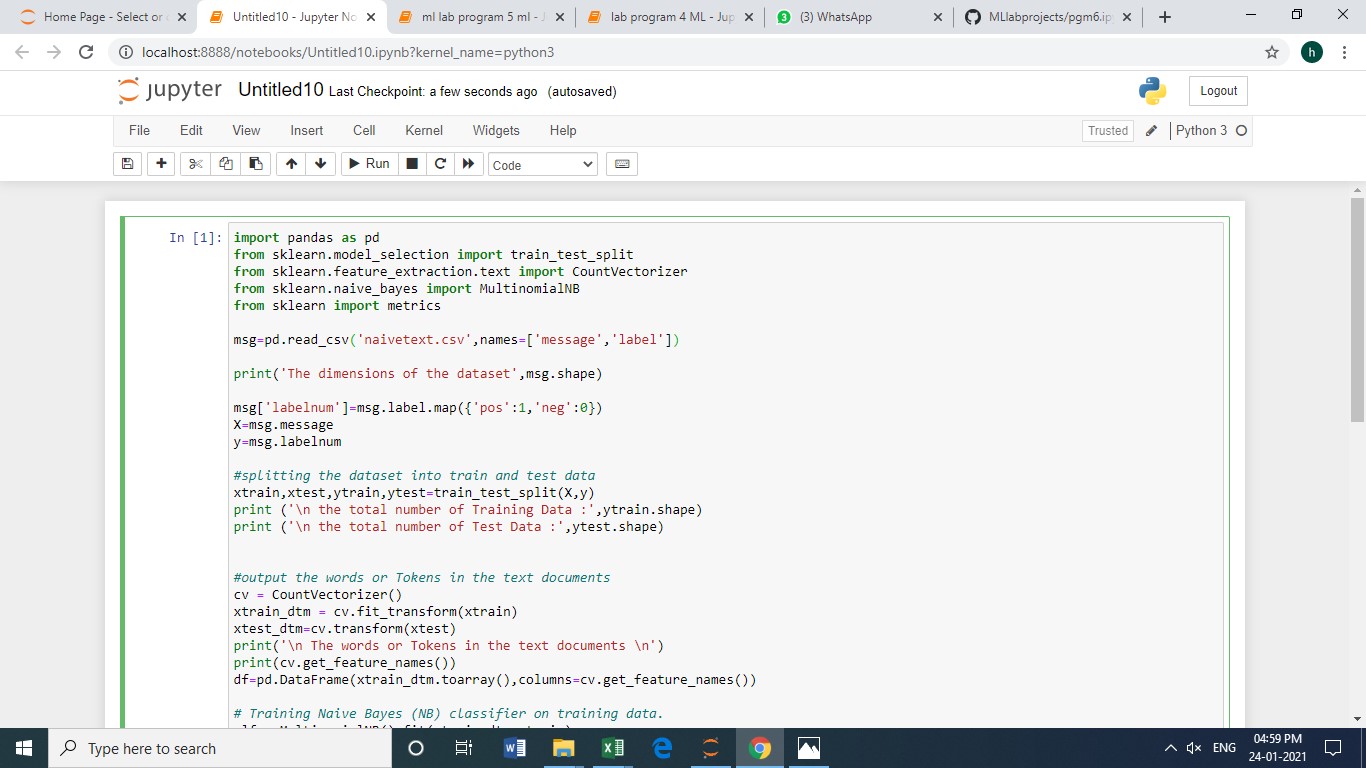 Home Page - Select or
Untitled10 - Jupyter No
ml lab program 5 ml - J
lab program 4 ML - Jup
3 (3) WhatsApp
MLlabprojects/pgm6.ip
localhost:8888/notebooks/Untitled10.ipynb?kernel_name=python3
h
jupyter Untitled10 Last Checkpoint: a few seconds ago (autosaved)
Logout
File Edit View Insert Cell Kernel Widgets Help
Trusted Python 3
Run Code
In [1]: import pandas as pd
from sklearn.model_selection import train_test_split
from sklearn.feature_extraction.text import CountVectorizer
from sklearn.naive_bayes import MultinomialNB
from sklearn import metrics
msg=pd.read_csv('naivetext.csv',names=['message','label'])
print('The dimensions of the dataset',msg.shape)
msg['labelnum']=msg.label.map({'pos':1,'neg':0})
X=msg.message
y=msg.labelnum
#splitting the dataset into train and test data
xtrain,xtest,ytrain,ytest=train_test_split(X,y)
print ('\n the total number of Training Data :',ytrain.shape)
print ('\n the total number of Test Data :',ytest.shape)
#output the words or Tokens in the text documents
cv = CountVectorizer()
xtrain_dtm = cv.fit_transform(xtrain)
xtest_dtm=cv.transform(xtest)
print('\n The words or Tokens in the text documents \n')
print(cv.get_feature_names())
df=pd.DataFrame(xtrain_dtm.toarray(),columns=cv.get_feature_names())
# Training Naive Bayes (NB) classifier on training data.
Type here to search
ENG
04:59 PM
24-01-2021